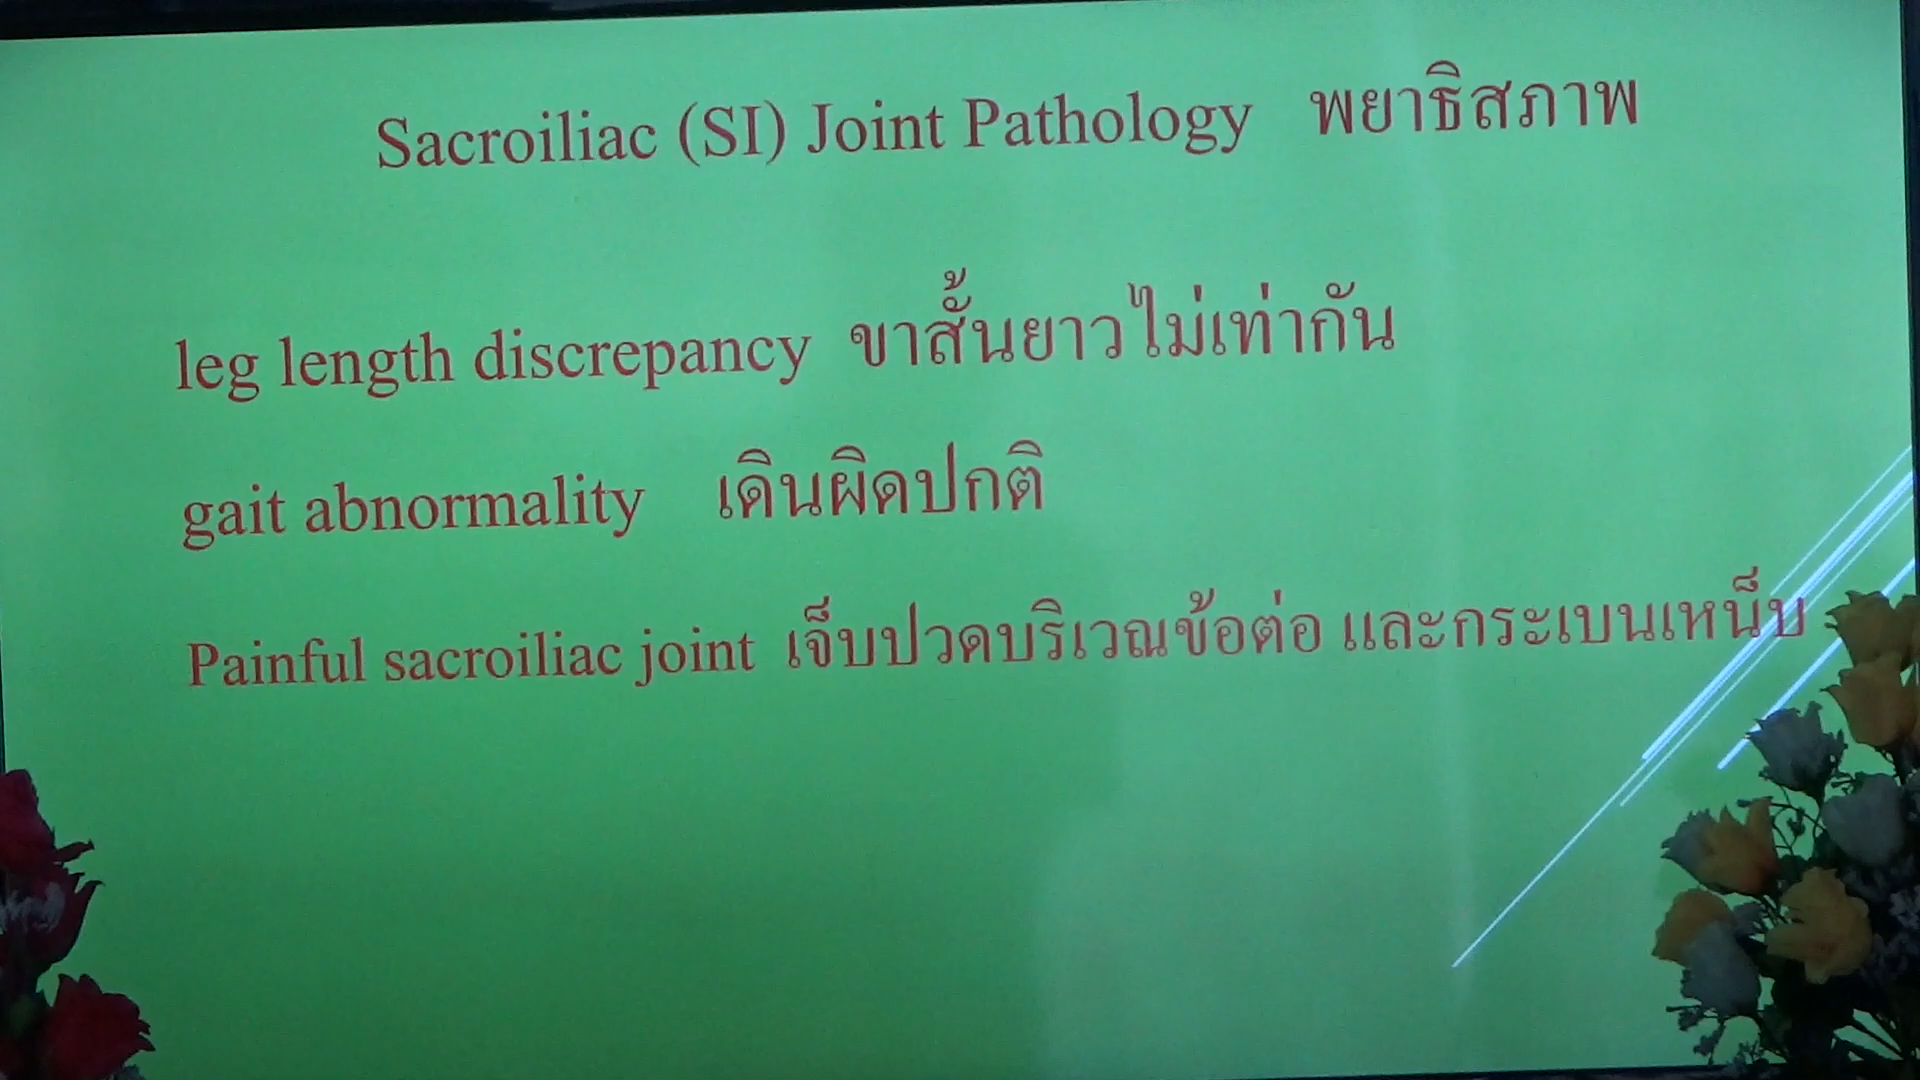 Sacroiliac (SI) Joint Pathology พยาธิสภาพ
leg length discrepancy ขาสั้นยาวไม่เท่ากัน
gait abnormality เดินผิดปกติ
Painful sacroiliac joint เจ็บปวดบริเวณข้อต่อ และกระเบนเหน็บ